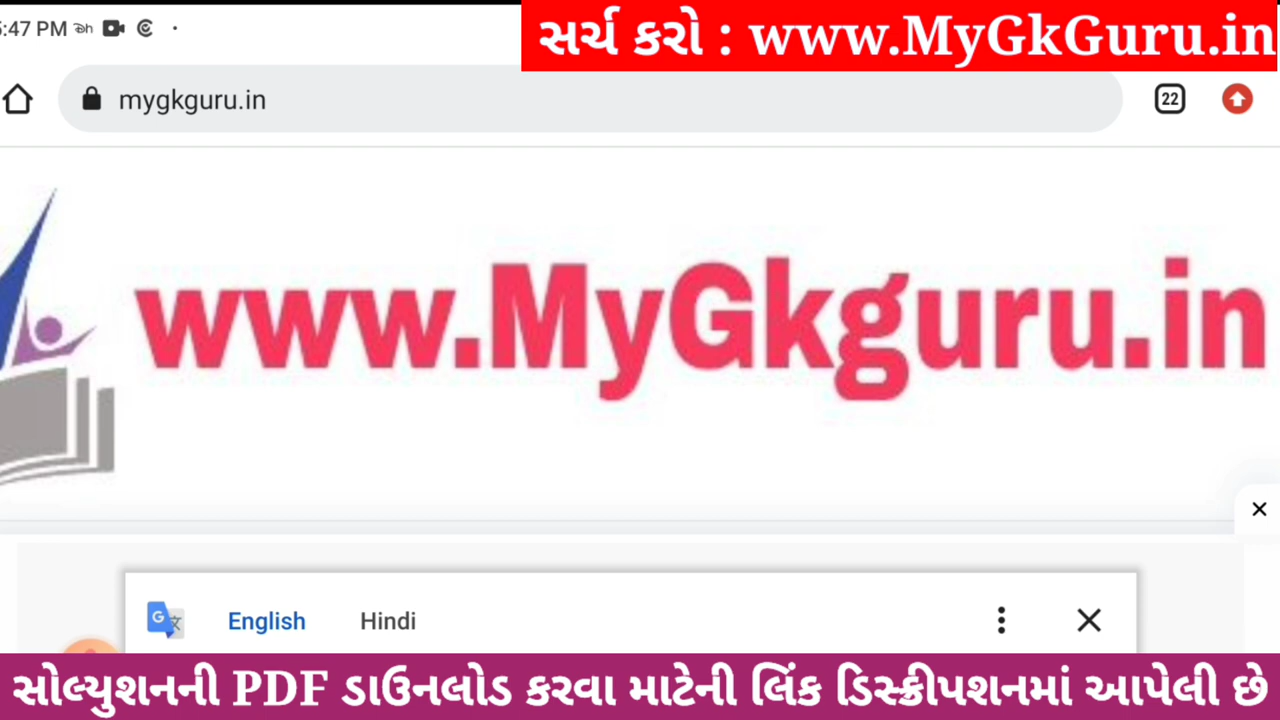 5:47 PM
સર્ચ કરો : www.MyGkGuru.in
mygkguru.in
22
www.MyGkguru.in
English Hindi
સોલ્યુશનની PDF ડાઉનલોડ કરવા માટેની લિંક ડિસ્ક્રીપશનમાં આપેલી છે